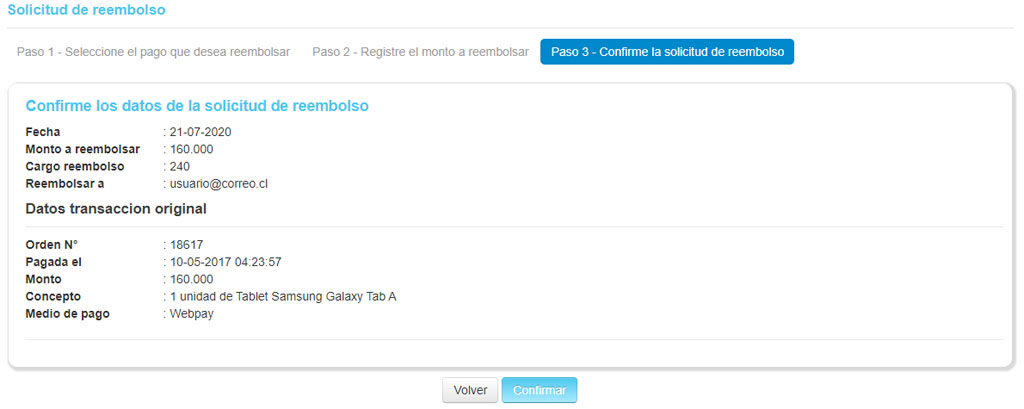 Solicitud de reembolso
Paso 1 - Seleccione el pago que desea reembolsar Paso 2 - Registre el monto a reembolsar Paso 3 - Confirme la solicitud de reembolso
Confirme los datos de la solicitud de reembolso
Fecha : 21-07-2020
Monto a reembolsar : 160.000
Cargo reembolso : 240
Reembolsar a : usuario@correo.cl
Datos transaccion original
Orden N° : 18617
Pagada el : 10-05-2017 04:23:57
Monto : 160.000
Concepto : 1 unidad de Tablet Samsung Galaxy Tab A
Medio de pago : Webpay
Volver Confirmar